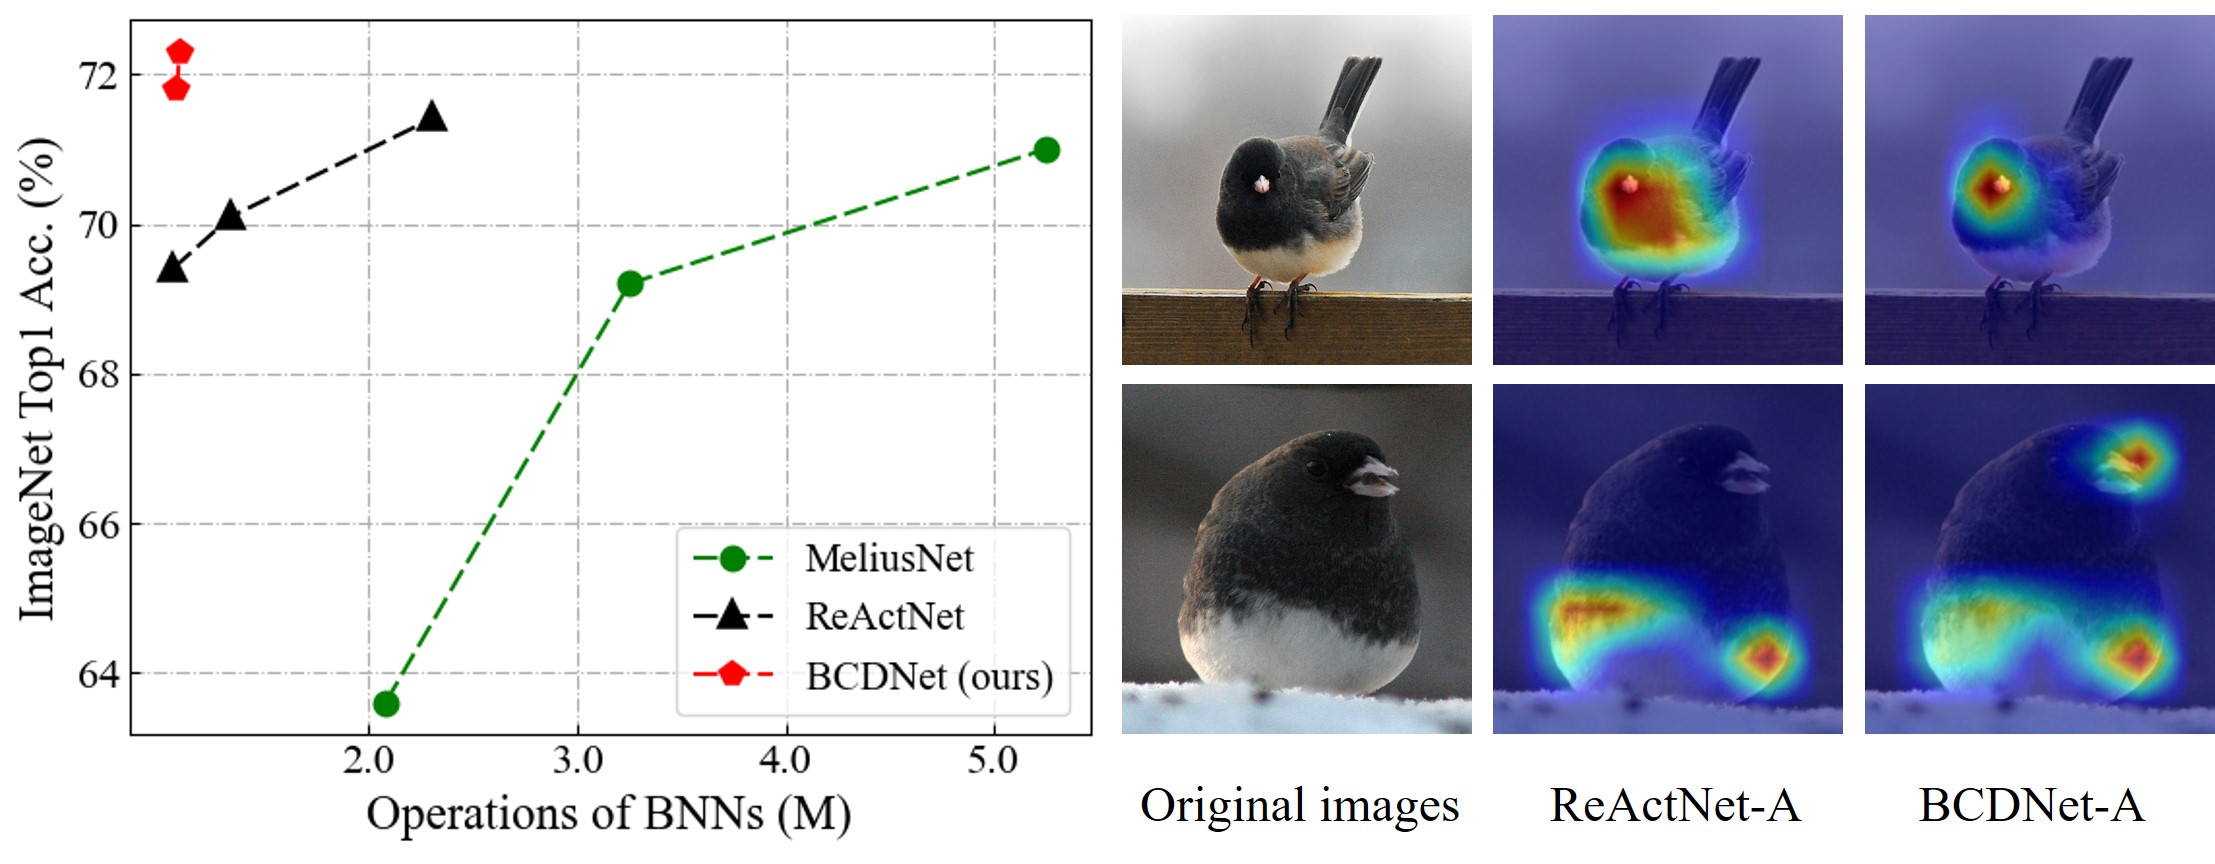 ImageNet Top1 Acc. (%)
72
70
68
66
64
MeliusNet
ReActNet
BCDNet (ours)
2.0 3.0 4.0 5.0
Operations of BNNs (M)
Original images
ReActNet-A
BCDNet-A